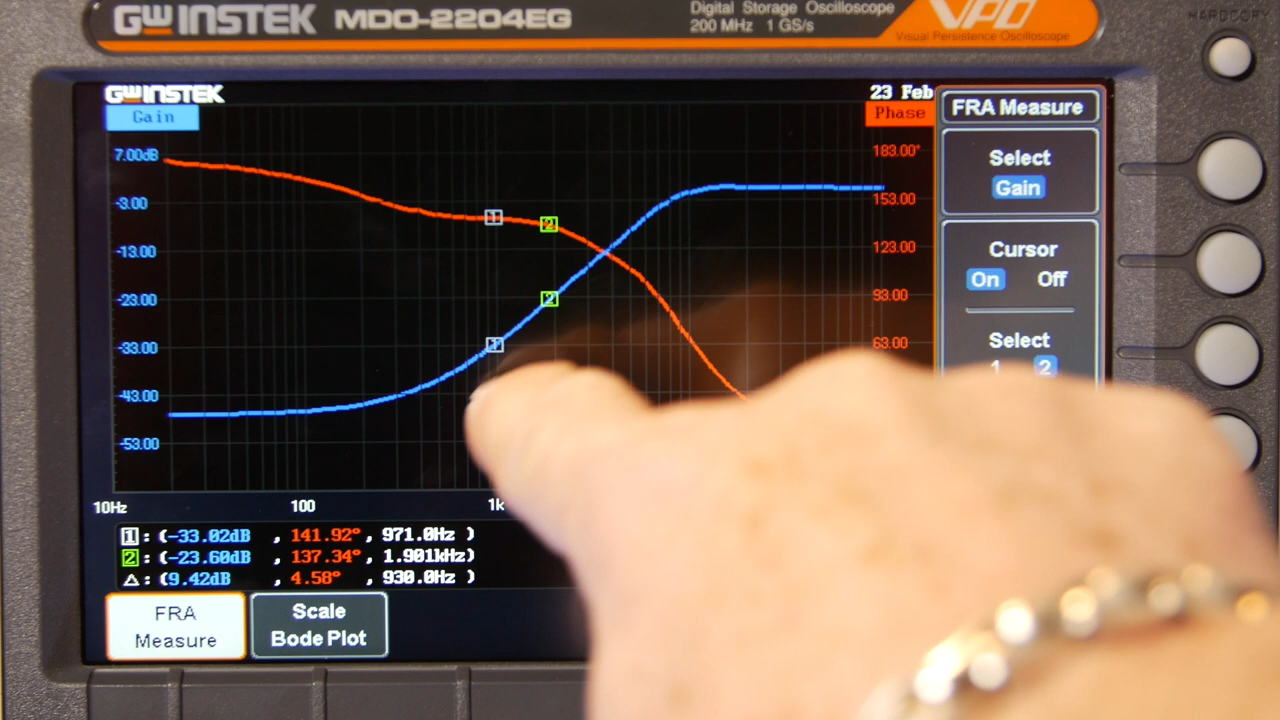 GWINSTEK MDO-2204EG
Digital Storage Oscilloscope
200 MHz 1 GS/s
VPO
Visual Persistence Oscilloscope
HARDCOPY
GWINSTEK
23 Feb
Gain
Phase
FRA Measure
7.00dB
183.00°
Select
Gain
-3.00
153.00
-13.00
123.00
Cursor
On Off
-23.00
93.00
-33.00
63.00
Select
1 2
-43.00
-53.00
1
2
2
1
10Hz 100 1k
1: (-33.02dB , 141.92°, 971.0Hz )
2: (-23.60dB , 137.34°, 1.901kHz)
△: (9.42dB , 4.58° , 930.0Hz )
FRA
Measure
Scale
Bode Plot